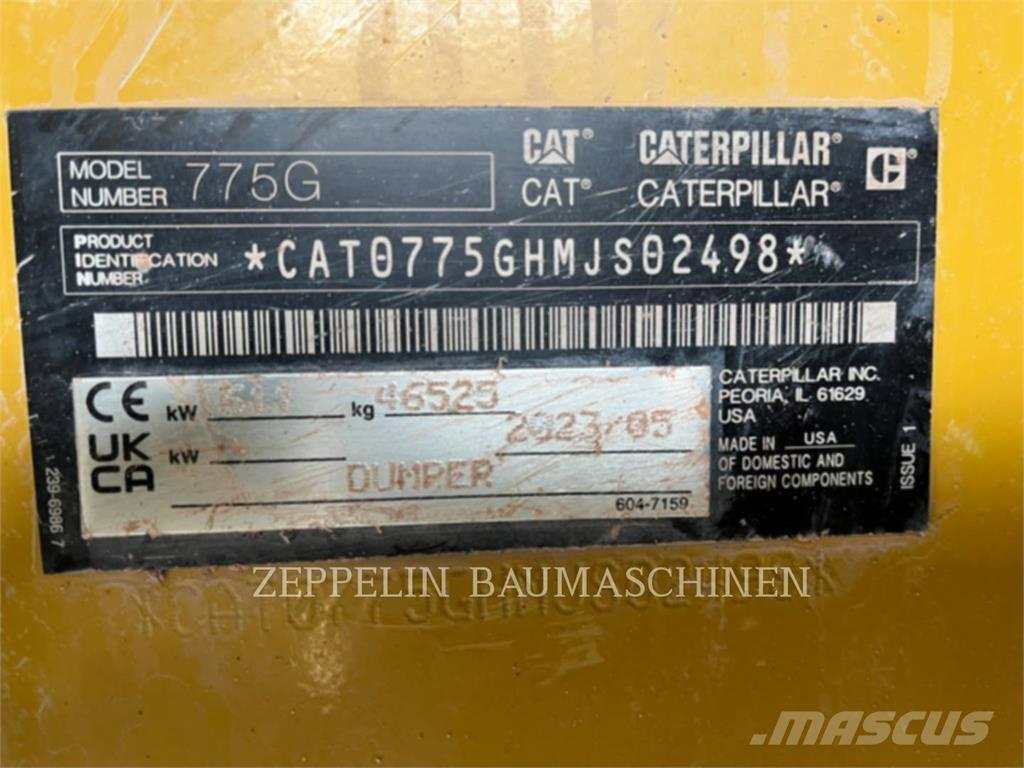 CAT® CATERPILLAR®
CAT® CATERPILLAR®
MODEL NUMBER 775G
PRODUCT IDENTIFICATION NUMBER *CAT0775GHMJS02498*
CE kW kg 46525
UK CA kW 2023/05
DUMPER
604-7159
CATERPILLAR INC.
PEORIA, IL 61629
USA
MADE IN USA
OF DOMESTIC AND
FOREIGN COMPONENTS
ISSUE 1
239-6986 7
ZEPPELIN BAUMASCHINEN
MASCUS